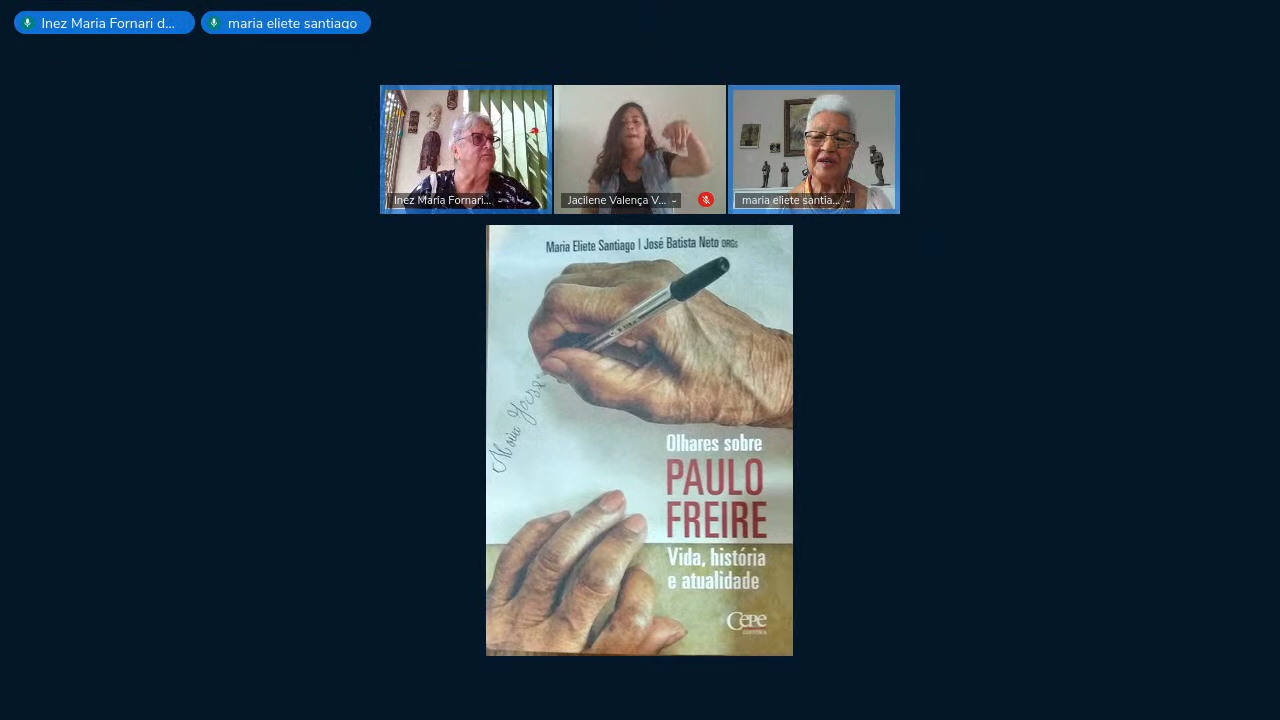 Inez Maria Fornari d...
maria eliete santiago
Inez Maria Fornari...
Jacilene Valença V...
maria eliete santia...
Maria Eliete Santiago | José Batista Neto ORGs
Olhares sobre
PAULO
FREIRE
Vida, história
e atualidade
Cepe
EDITORA